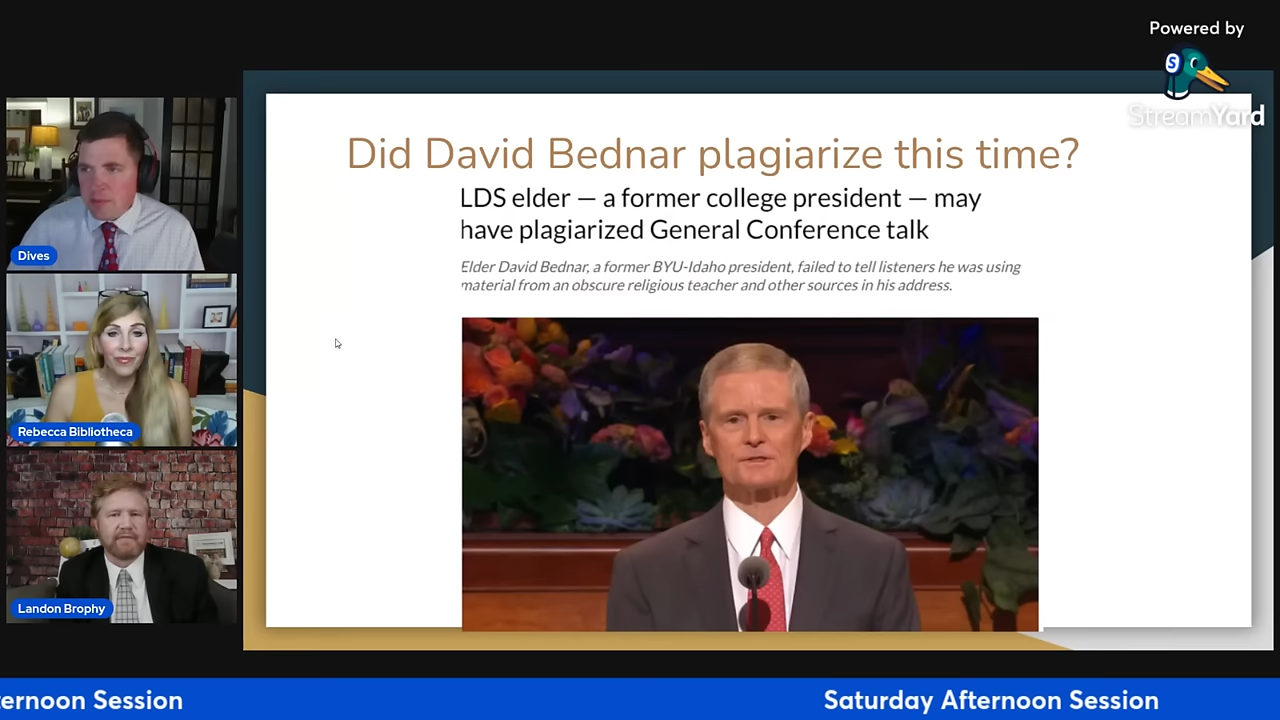 Powered by
S
StreamYard
Did David Bednar plagiarize this time?
LDS elder — a former college president — may
have plagiarized General Conference talk
Elder David Bednar, a former BYU-Idaho president, failed to tell listeners he was using
material from an obscure religious teacher and other sources in his address.
Dives
Rebecca Bibliotheca
Landon Brophy
ernoon Session
Saturday Afternoon Session